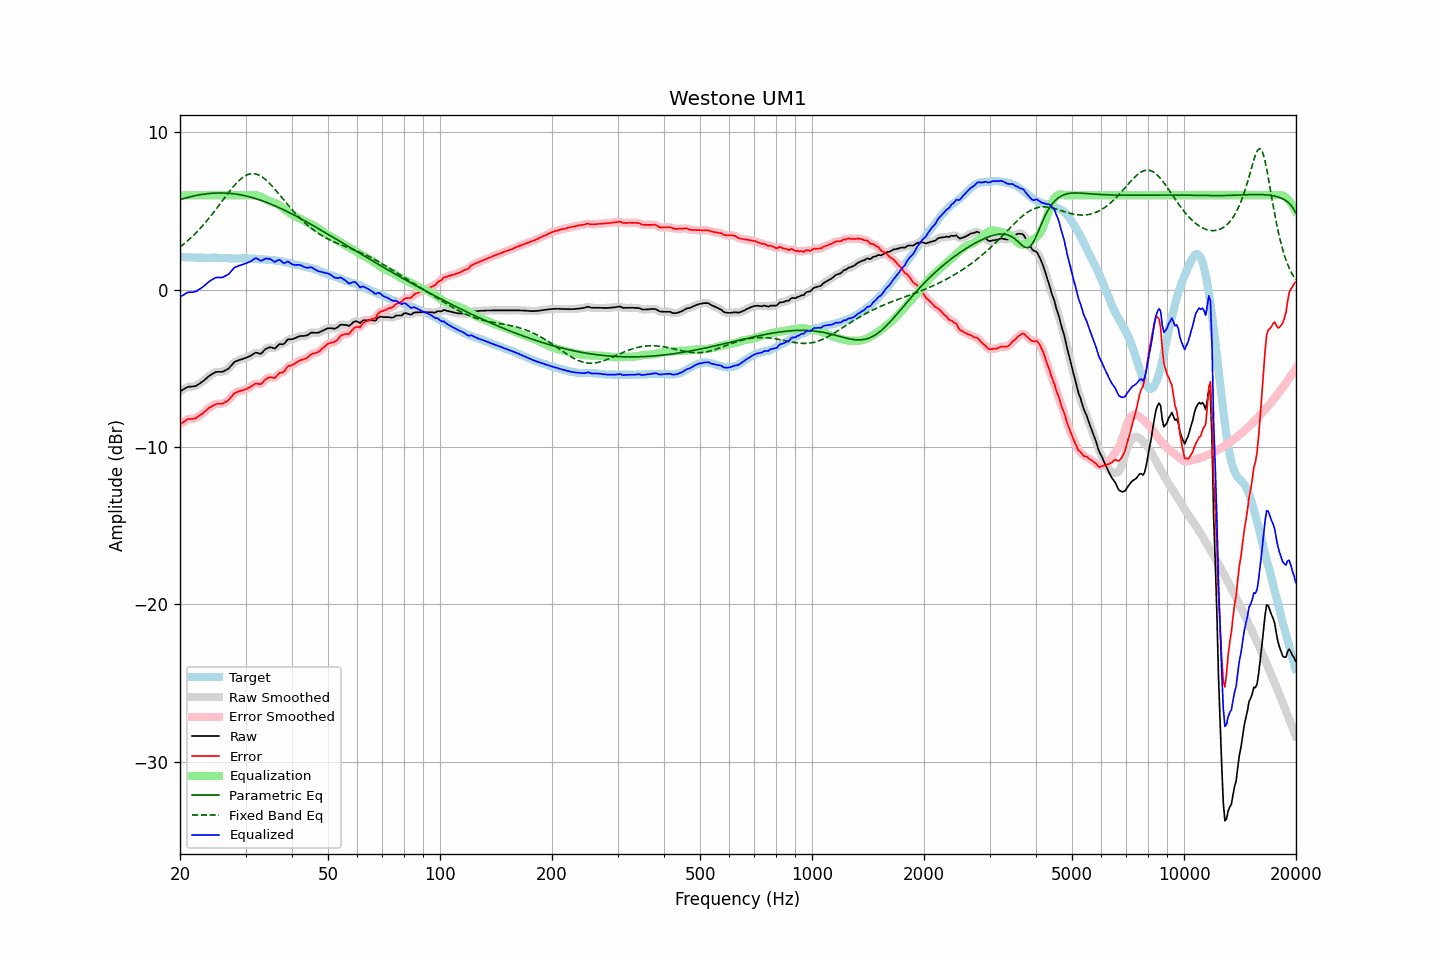 Westone UM1
Amplitude (dBr)
10
0
−10
−20
−30
Target
Raw Smoothed
Error Smoothed
Raw
Error
Equalization
Parametric Eq
Fixed Band Eq
Equalized
20 50 100 200 500 1000 2000 5000 10000 20000
Frequency (Hz)